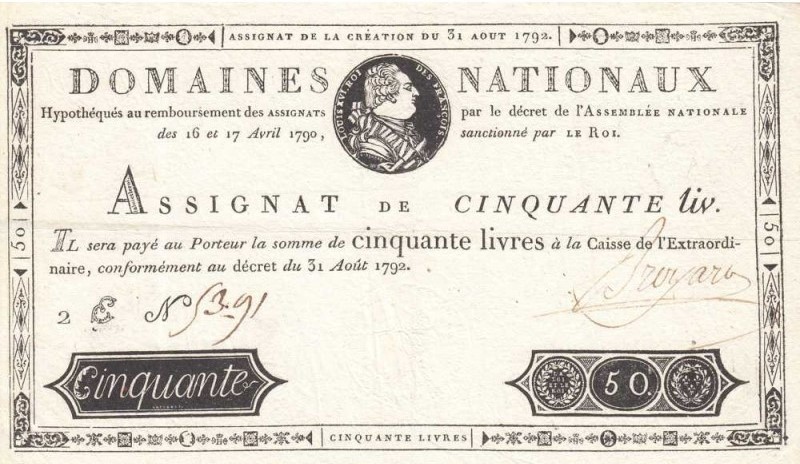 ASSIGNAT DE LA CRÉATION DU 31 AOUT 1792.
DOMAINES NATIONAUX
LOUIS XVI, ROI DES FRANÇOIS
Hypothéqués au remboursement des ASSIGNATS par le décret de l'ASSEMBLÉE NATIONALE
des 16 et 17 Avril 1790, sanctionné par LE ROI.
ASSIGNAT DE CINQUANTE liv.
IL sera payé au Porteur la somme de cinquante livres à la Caisse de l'Extraordi-
naire, conformément au décret du 31 Août 1792.
50
50
2 C N° 5391
Cinquante
50.
CINQUANTE LIVRES